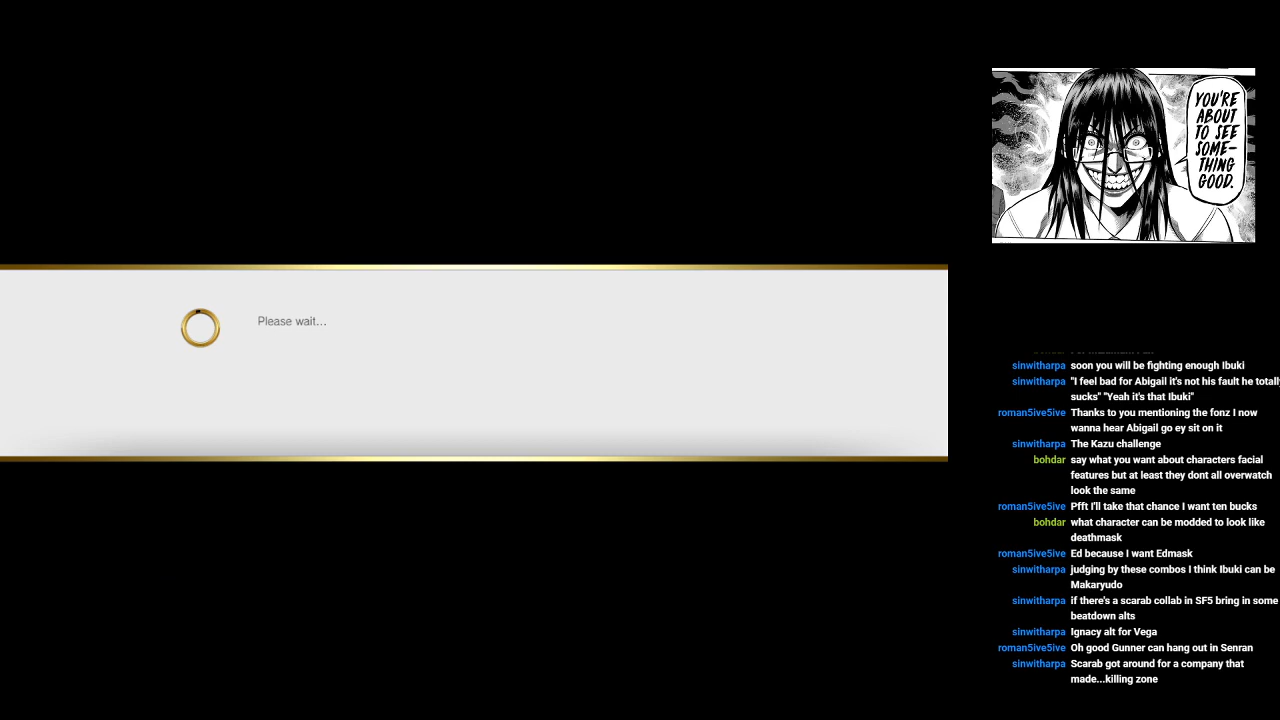 YOU'RE
ABOUT
TO SEE
SOME-
THING
GOOD.
Please wait...
sinwitharpa soon you will be fighting enough Ibuki
sinwitharpa "I feel bad for Abigail it's not his fault he totall
sucks" "Yeah it's that Ibuki"
roman5ive5ive Thanks to you mentioning the fonz I now
wanna hear Abigail go ey sit on it
sinwitharpa The Kazu challenge
bohdar say what you want about characters facial
features but at least they dont all overwatch
look the same
roman5ive5ive Pfft I'll take that chance I want ten bucks
bohdar what character can be modded to look like
deathmask
roman5ive5ive Ed because I want Edmask
sinwitharpa judging by these combos I think Ibuki can be
Makaryudo
sinwitharpa if there's a scarab collab in SF5 bring in some
beatdown alts
sinwitharpa Ignacy alt for Vega
roman5ive5ive Oh good Gunner can hang out in Senran
sinwitharpa Scarab got around for a company that
made...killing zone